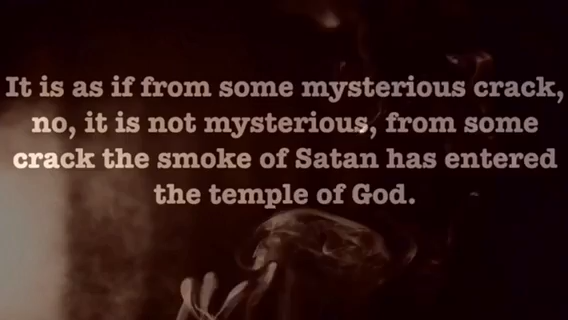 It is as if from some mysterious crack,
no, it is not mysterious, from some
crack the smoke of Satan has entered
the temple of God.